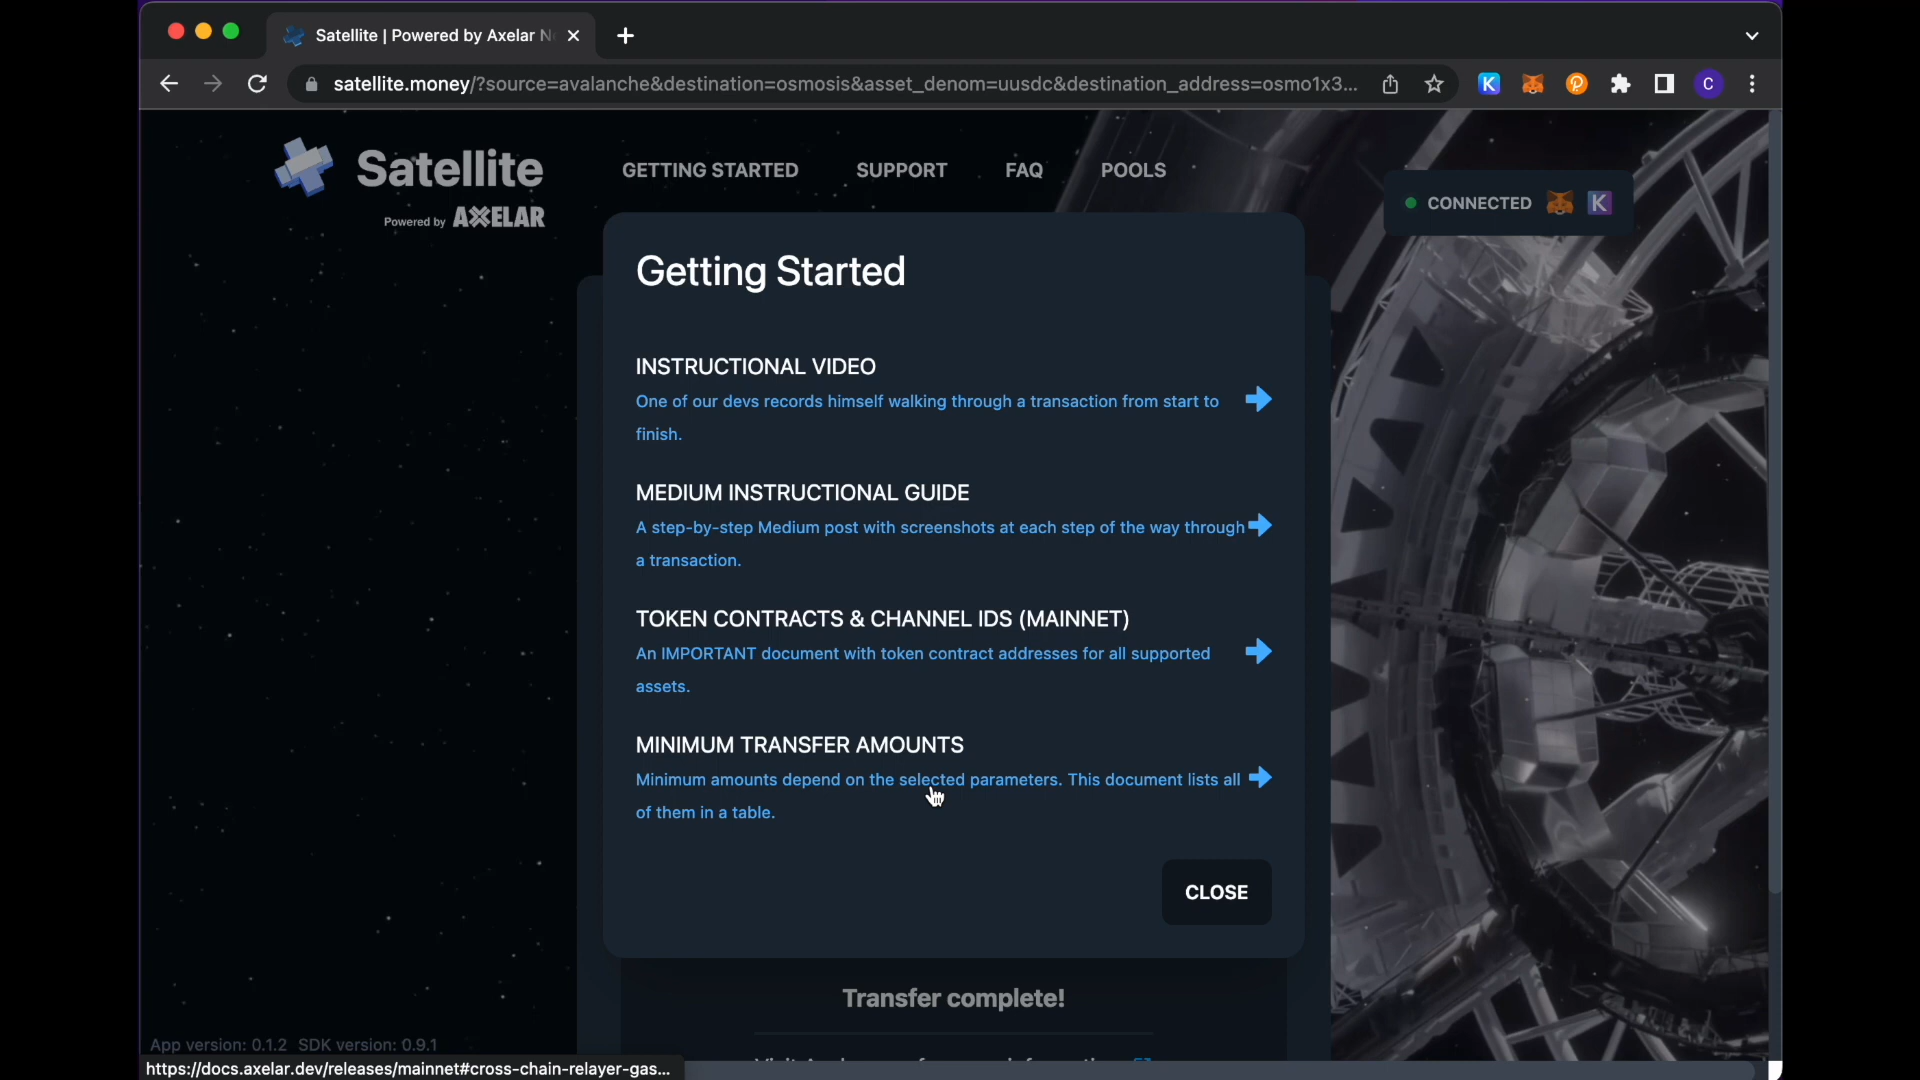 Satellite | Powered by Axelar N
satellite.money/?source=avalanche&destination=osmosis&asset_denom=uusdc&destination_address=osmo1x3...
K
C
Satellite
Powered by AXELAR
GETTING STARTED
SUPPORT
FAQ
POOLS
CONNECTED
K
Getting Started
INSTRUCTIONAL VIDEO
One of our devs records himself walking through a transaction from start to
finish.
MEDIUM INSTRUCTIONAL GUIDE
A step-by-step Medium post with screenshots at each step of the way through
a transaction.
TOKEN CONTRACTS & CHANNEL IDS (MAINNET)
An IMPORTANT document with token contract addresses for all supported
assets.
MINIMUM TRANSFER AMOUNTS
Minimum amounts depend on the selected parameters. This document lists all
of them in a table.
CLOSE
Transfer complete!
App version: 0.1.2 SDK version: 0.9.1
https://docs.axelar.dev/releases/mainnet#cross-chain-relayer-gas...